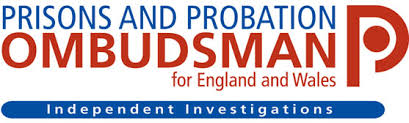 PRISONS AND PROBATION
OMBUDSMAN
for England and Wales
Independent Investigations